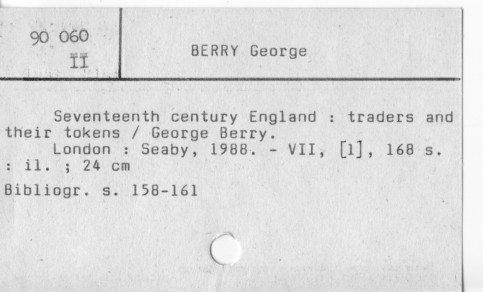 90 060
II
BERRY George
Seventeenth century England : traders and
their tokens / George Berry.
London : Seaby, 1988. - VII, [1], 168 s.
: il. ; 24 cm
Bibliogr. s. 158-161